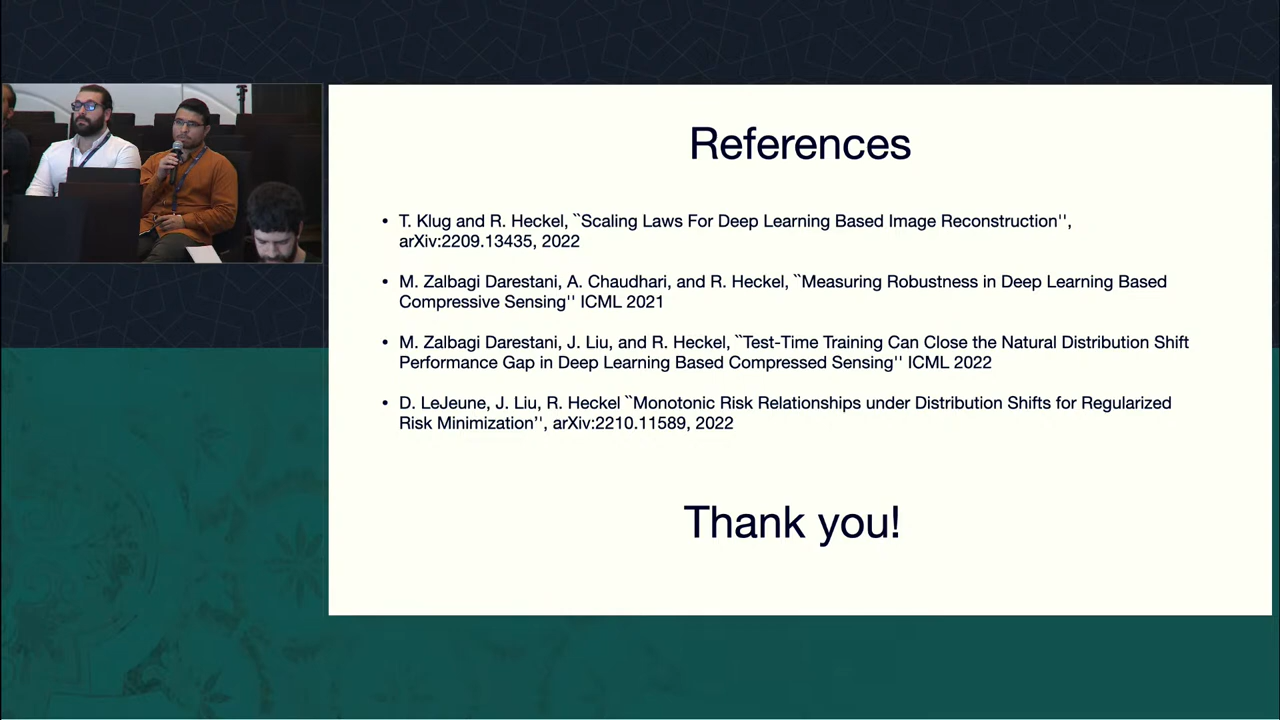 References
• T. Klug and R. Heckel, ``Scaling Laws For Deep Learning Based Image Reconstruction'',
arXiv:2209.13435, 2022
• M. Zalbagi Darestani, A. Chaudhari, and R. Heckel, ``Measuring Robustness in Deep Learning Based
Compressive Sensing'' ICML 2021
• M. Zalbagi Darestani, J. Liu, and R. Heckel, ``Test-Time Training Can Close the Natural Distribution Shift
Performance Gap in Deep Learning Based Compressed Sensing'' ICML 2022
• D. LeJeune, J. Liu, R. Heckel ``Monotonic Risk Relationships under Distribution Shifts for Regularized
Risk Minimization’', arXiv:2210.11589, 2022
Thank you!